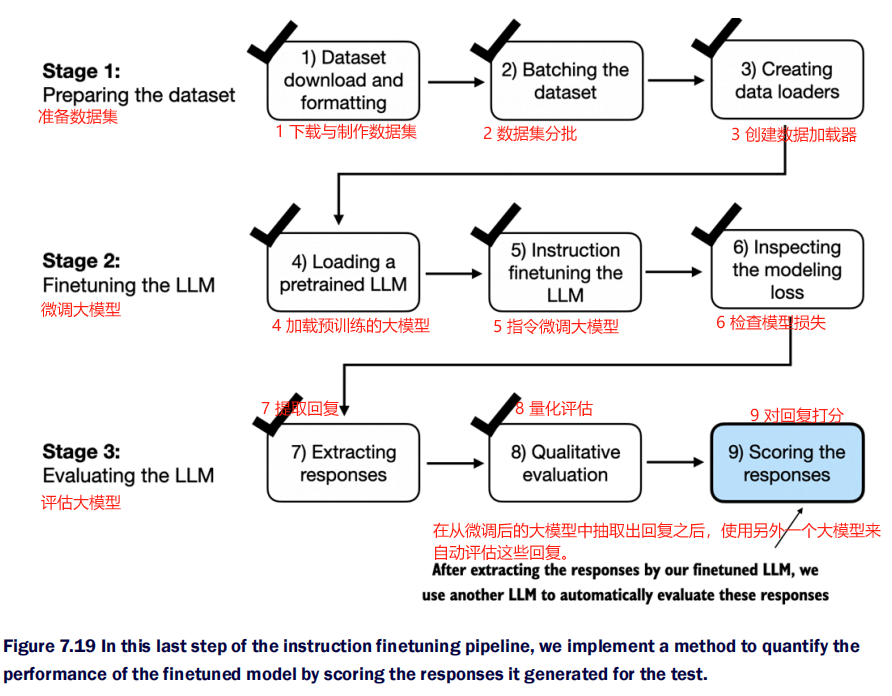 Stage 1:
Preparing the dataset
准备数据集
1) Dataset
download and
formatting
1 下载与制作数据集
2) Batching the
dataset
2 数据集分批
3) Creating
data loaders
3 创建数据加载器
Stage 2:
Finetuning the LLM
微调大模型
4) Loading a
pretrained LLM
4 加载预训练的大模型
5) Instruction
finetuning the
LLM
5 指令微调大模型
6) Inspecting
the modeling
loss
6 检查模型损失
Stage 3:
Evaluating the LLM
评估大模型
7 提取回复
7) Extracting
responses
8 量化评估
8) Qualitative
evaluation
9 对回复打分
9) Scoring the
responses
在从微调后的大模型中抽取出回复之后，使用另外一个大模型来
自动评估这些回复。
After extracting the responses by our finetuned LLM, we
use another LLM to automatically evaluate these responses
Figure 7.19 In this last step of the instruction finetuning pipeline, we implement a method to quantify the
performance of the finetuned model by scoring the responses it generated for the test.